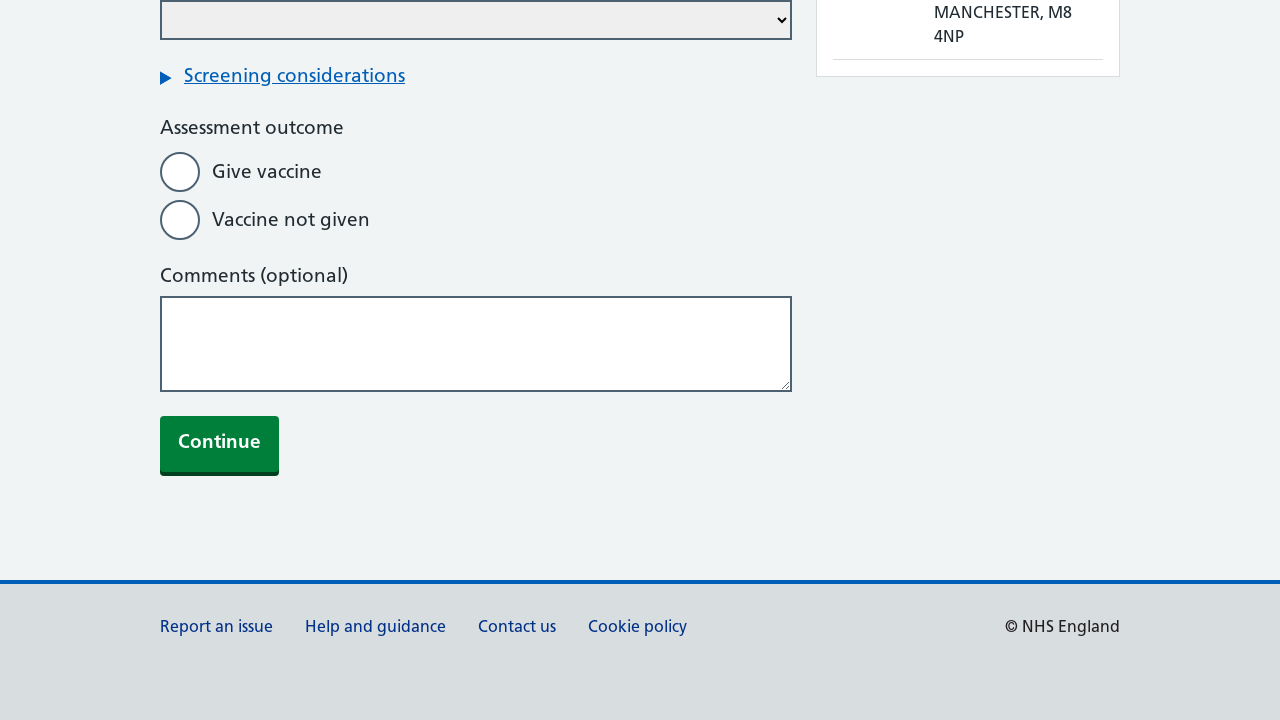 MANCHESTER, M8
4NP
Screening considerations
Assessment outcome
Give vaccine
Vaccine not given
Comments (optional)
Continue
Report an issue
Help and guidance
Contact us
Cookie policy
© NHS England